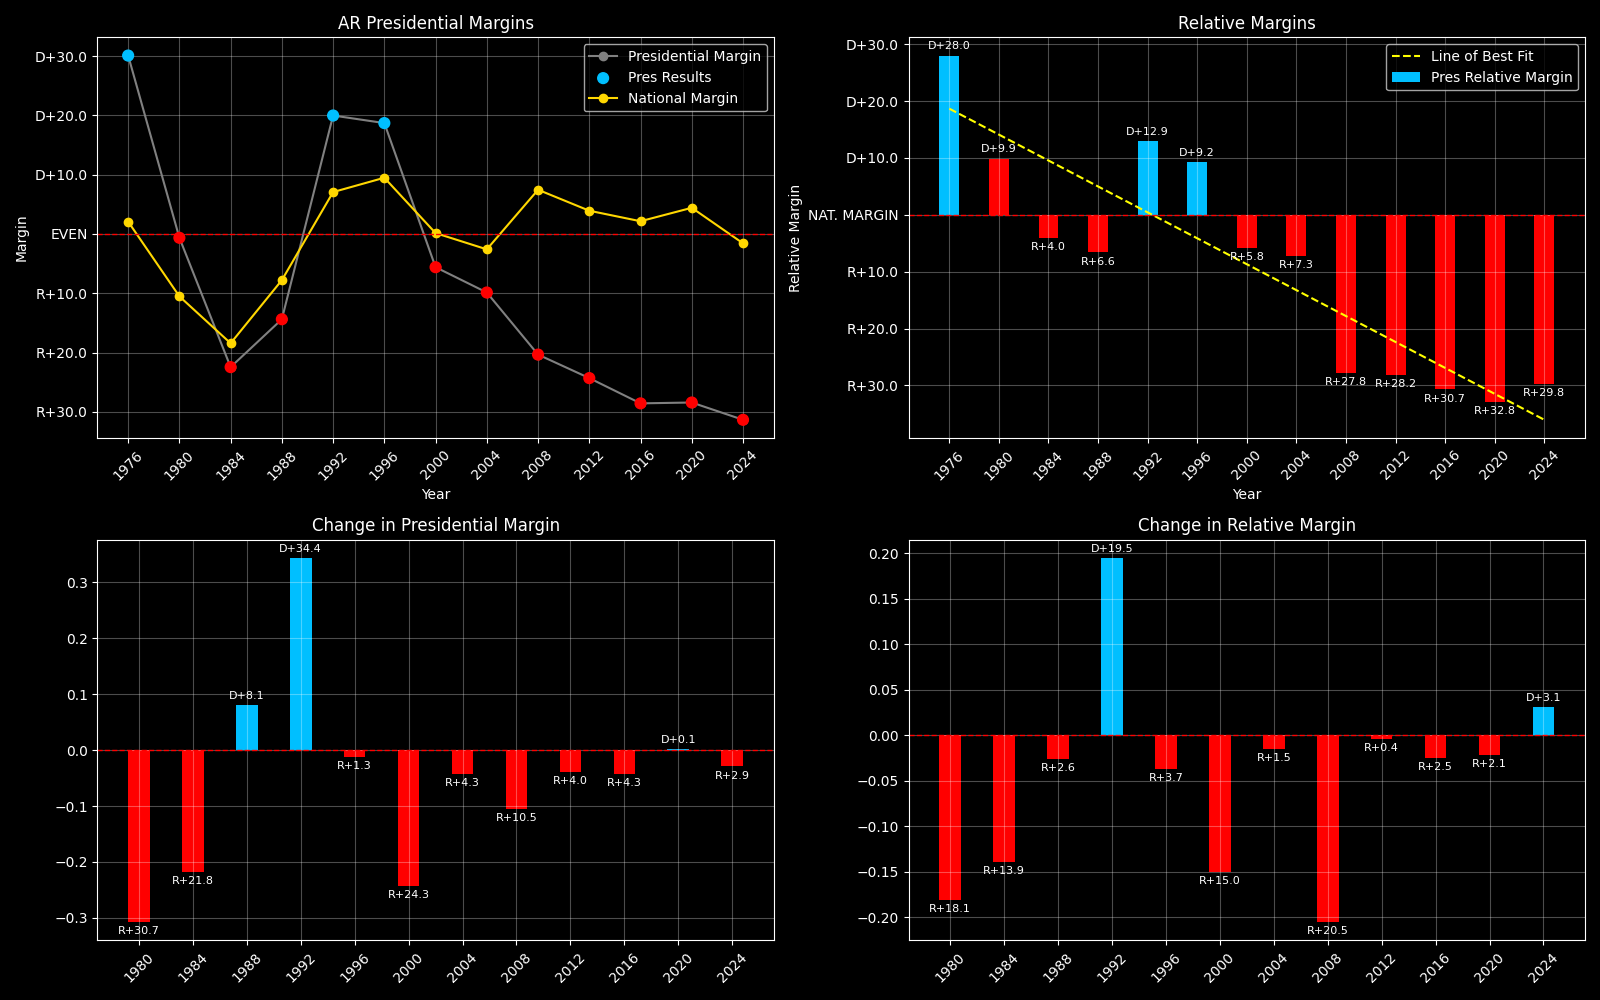 AR Presidential Margins
Presidential Margin
Pres Results
National Margin
D+30.0
D+20.0
D+10.0
EVEN
R+10.0
R+20.0
R+30.0
Margin
1976
1980
1984
1988
1992
1996
2000
2004
2008
2012
2016
2020
2024
Year
Relative Margins
Line of Best Fit
Pres Relative Margin
D+30.0
D+20.0
D+10.0
NAT. MARGIN
R+10.0
R+20.0
R+30.0
Relative Margin
D+28.0
D+9.9
R+4.0
R+6.6
D+12.9
D+9.2
R+5.8
R+7.3
R+27.8
R+28.2
R+30.7
R+32.8
R+29.8
1976
1980
1984
1988
1992
1996
2000
2004
2008
2012
2016
2020
2024
Year
Change in Presidential Margin
0.3
0.2
0.1
0.0
−0.1
−0.2
−0.3
R+30.7
R+21.8
D+8.1
D+34.4
R+1.3
R+24.3
R+4.3
R+10.5
R+4.0
R+4.3
D+0.1
R+2.9
1980
1984
1988
1992
1996
2000
2004
2008
2012
2016
2020
2024
Change in Relative Margin
0.20
0.15
0.10
0.05
0.00
−0.05
−0.10
−0.15
−0.20
R+18.1
R+13.9
R+2.6
D+19.5
R+3.7
R+15.0
R+1.5
R+20.5
R+0.4
R+2.5
R+2.1
D+3.1
1980
1984
1988
1992
1996
2000
2004
2008
2012
2016
2020
2024